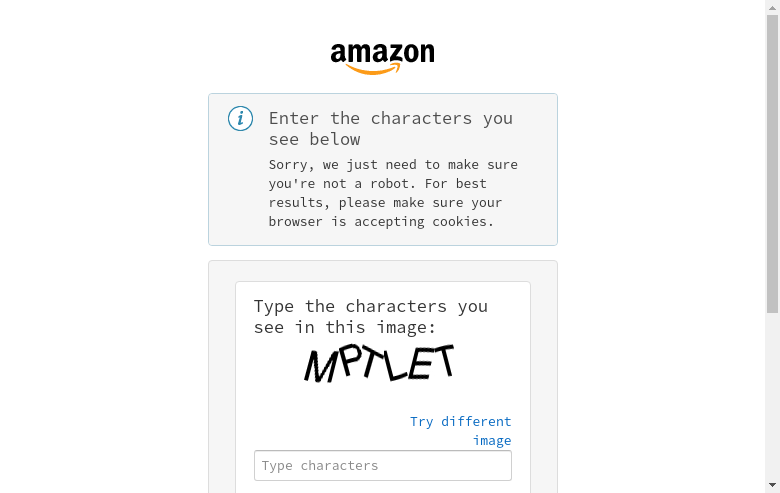 amazon
Enter the characters you
see below
Sorry, we just need to make sure
you're not a robot. For best
results, please make sure your
browser is accepting cookies.
Type the characters you
see in this image:
MPTLET
Try different
image
Type characters